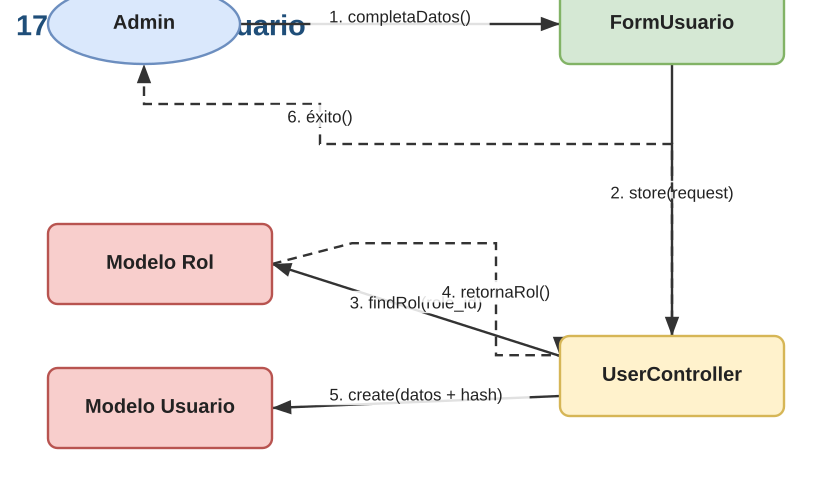 17
Admin
1. completaDatos()
FormUsuario
6. éxito()
2. store(request)
Modelo Rol
4. retornaRol()
3. findRol(role_id)
UserController
Modelo Usuario
5. create(datos + hash)